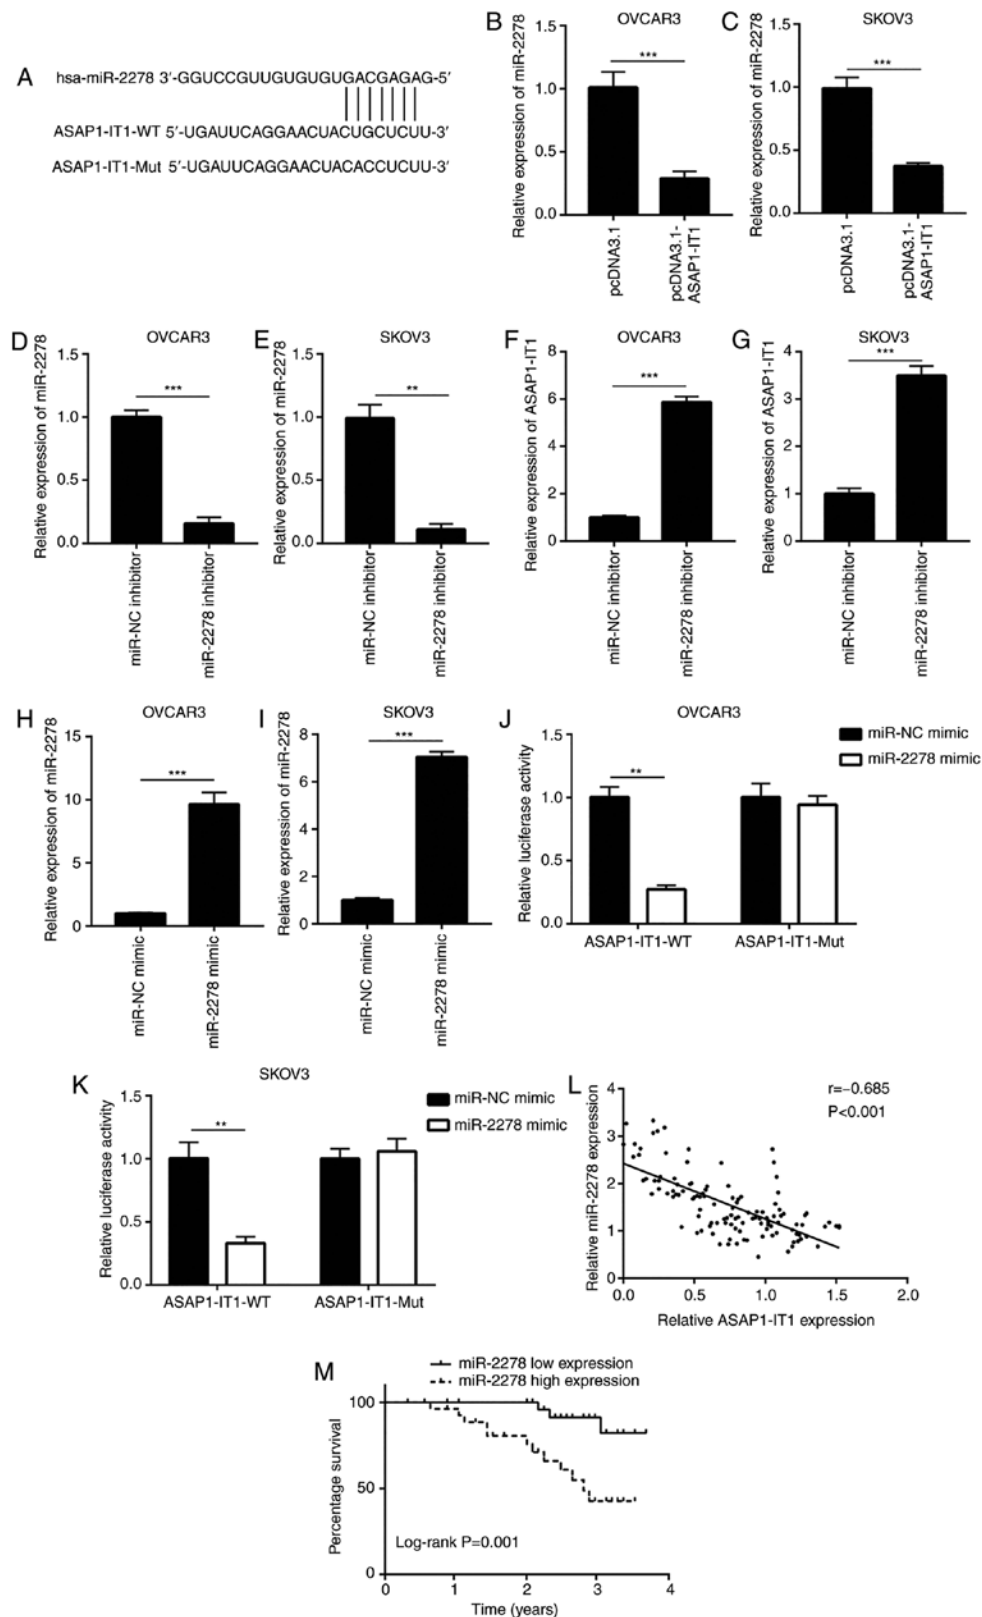 A
hsa-miR-2278 3′-GGUCCGUUGUGUGUGACGAGAG-5′
ASAP1-IT1-WT 5′-UGAUUCAGGAACUACUGCUCUU-3′
ASAP1-IT1-Mut 5′-UGAUUCAGGAACUACACCUCUU-3′
B
OVCAR3
Relative expression of miR-2278
1.5
1.0
0.5
0.0
***
pcDNA3.1
pcDNA3.1-
ASAP1-IT1
C
SKOV3
Relative expression of miR-2278
1.5
1.0
0.5
0.0
***
pcDNA3.1
pcDNA3.1-
ASAP1-IT1
D
OVCAR3
Relative expression of miR-2278
1.5
1.0
0.5
0.0
***
miR-NC inhibitor
miR-2278 inhibitor
E
SKOV3
Relative expression of miR-2278
1.5
1.0
0.5
0.0
**
miR-NC inhibitor
miR-2278 inhibitor
F
OVCAR3
Relative expression of ASAP1-IT1
8
6
4
2
0
***
miR-NC inhibitor
miR-2278 inhibitor
G
SKOV3
Relative expression of ASAP1-IT1
4
3
2
1
0
***
miR-NC inhibitor
miR-2278 inhibitor
H
OVCAR3
Relative expression of miR-2278
15
10
5
0
***
miR-NC mimic
miR-2278 mimic
I
SKOV3
Relative expression of miR-2278
8
6
4
2
0
***
miR-NC mimic
miR-2278 mimic
J
OVCAR3
Relative luciferase activity
1.5
1.0
0.5
0.0
**
ASAP1-IT1-WT
ASAP1-IT1-Mut
miR-NC mimic
miR-2278 mimic
K
SKOV3
Relative luciferase activity
1.5
1.0
0.5
0.0
**
ASAP1-IT1-WT
ASAP1-IT1-Mut
miR-NC mimic
miR-2278 mimic
L
Relative miR-2278 expression
4
3
2
1
0
r=-0.685
P<0.001
0.0 0.5 1.0 1.5 2.0
Relative ASAP1-IT1 expression
M
miR-2278 low expression
miR-2278 high expression
Percentage survival
100
50
0
Log-rank P=0.001
0 1 2 3 4
Time (years)